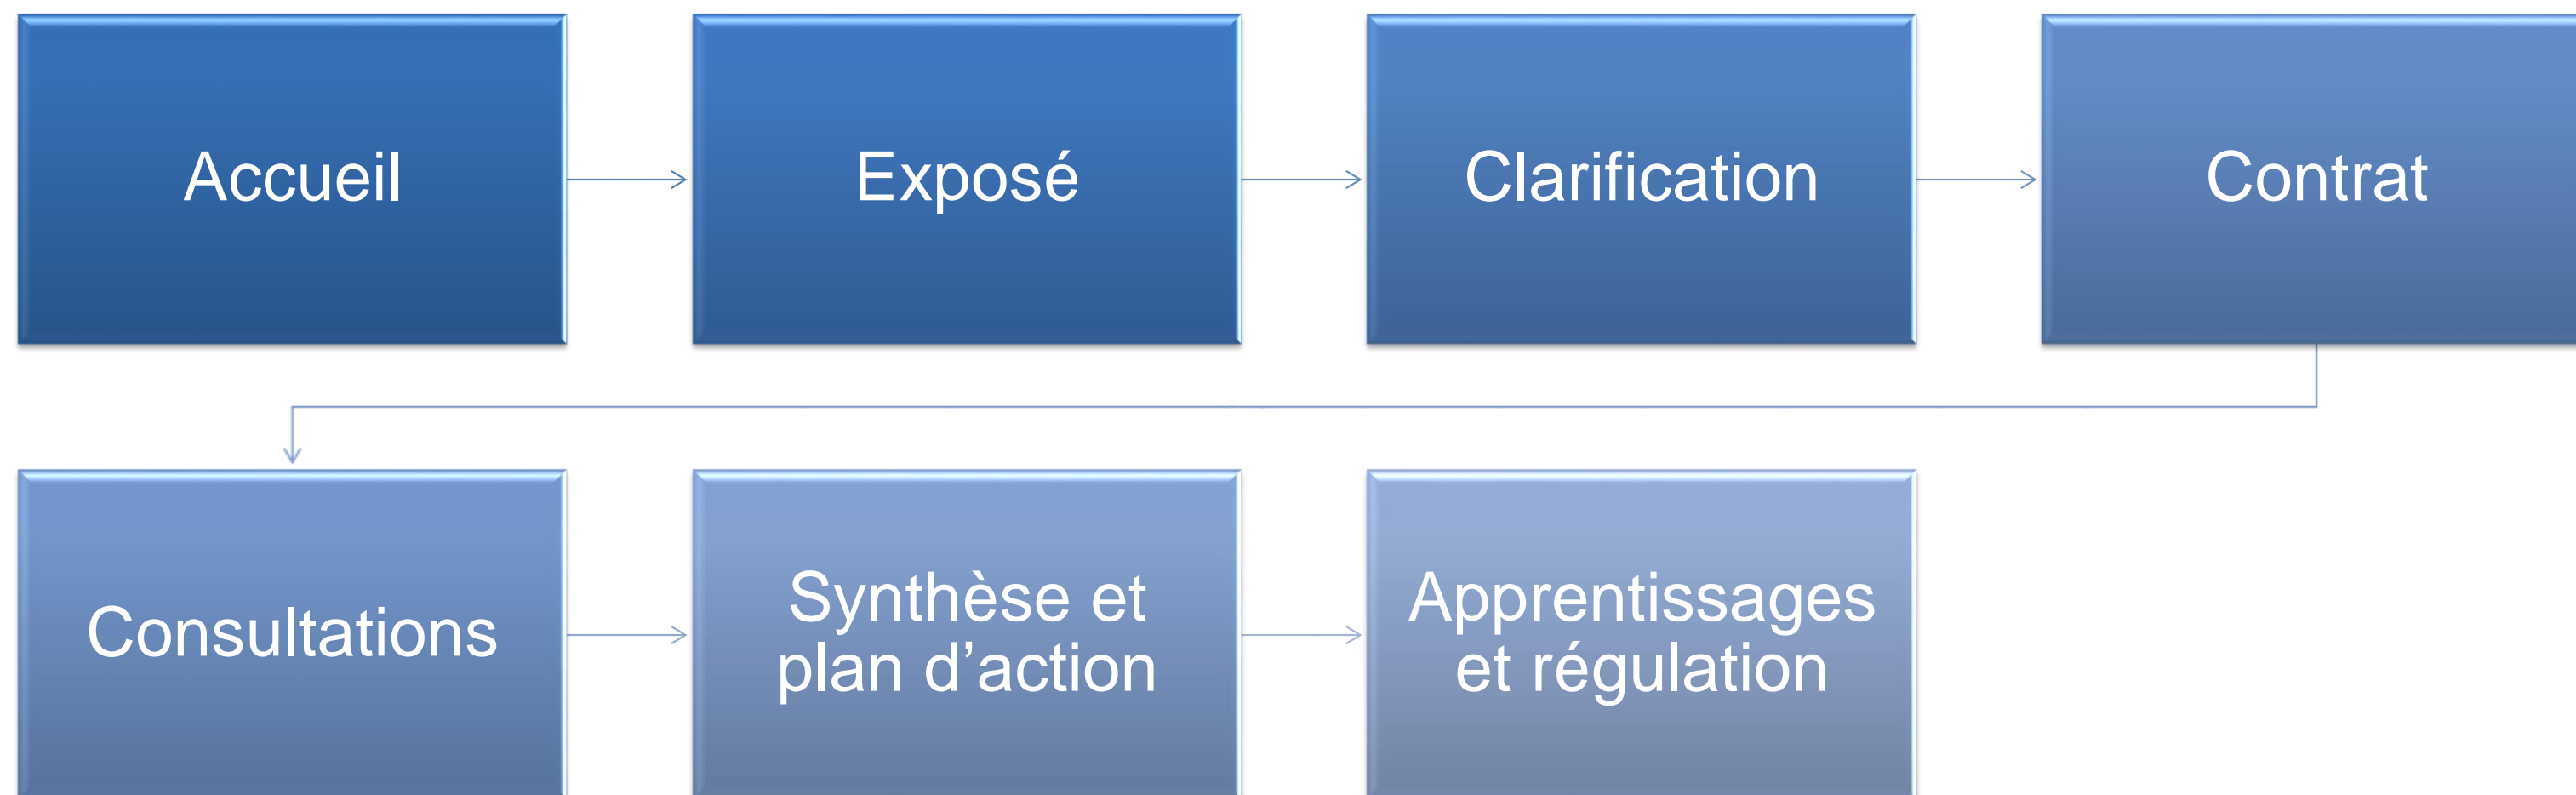 Accueil
Exposé
Clarification
Contrat
Consultations
Synthèse et
plan d’action
Apprentissages
et régulation